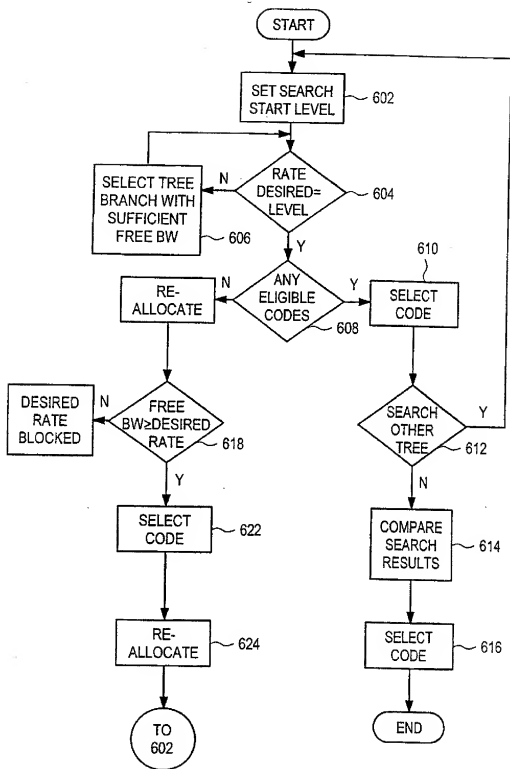 START
SET SEARCH
START LEVEL
602
RATE
DESIRED=
LEVEL
604
N
Y
SELECT TREE
BRANCH WITH
SUFFICIENT
FREE BW
606
ANY
ELIGIBLE
CODES
608
N
Y
RE-
ALLOCATE
610
SELECT
CODE
FREE
BW≥DESIRED
RATE
618
N
Y
DESIRED
RATE
BLOCKED
SEARCH
OTHER
TREE
612
Y
N
SELECT
CODE
622
COMPARE
SEARCH
RESULTS
614
RE-
ALLOCATE
624
SELECT
CODE
616
TO
602
END